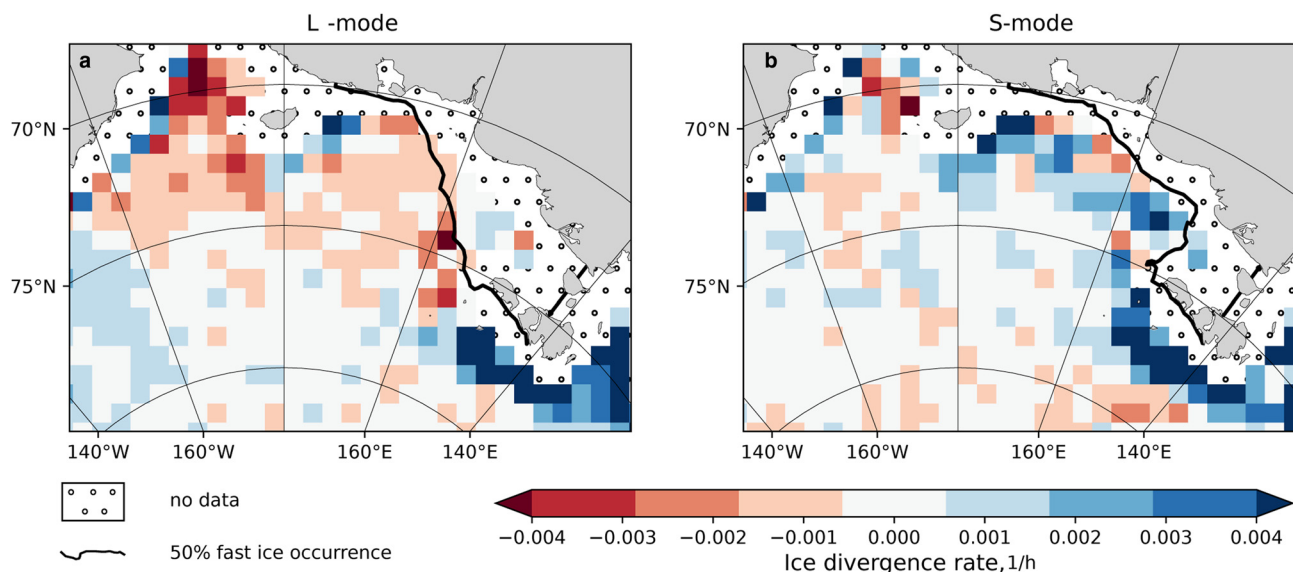 L -mode
S-mode
a
b
70°N
75°N
140°W
160°W
160°E
140°E
70°N
75°N
140°W
160°W
160°E
140°E
no data
50% fast ice occurrence
−0.004
−0.003
−0.002
−0.001
0.000
0.001
0.002
0.003
0.004
Ice divergence rate,1/h